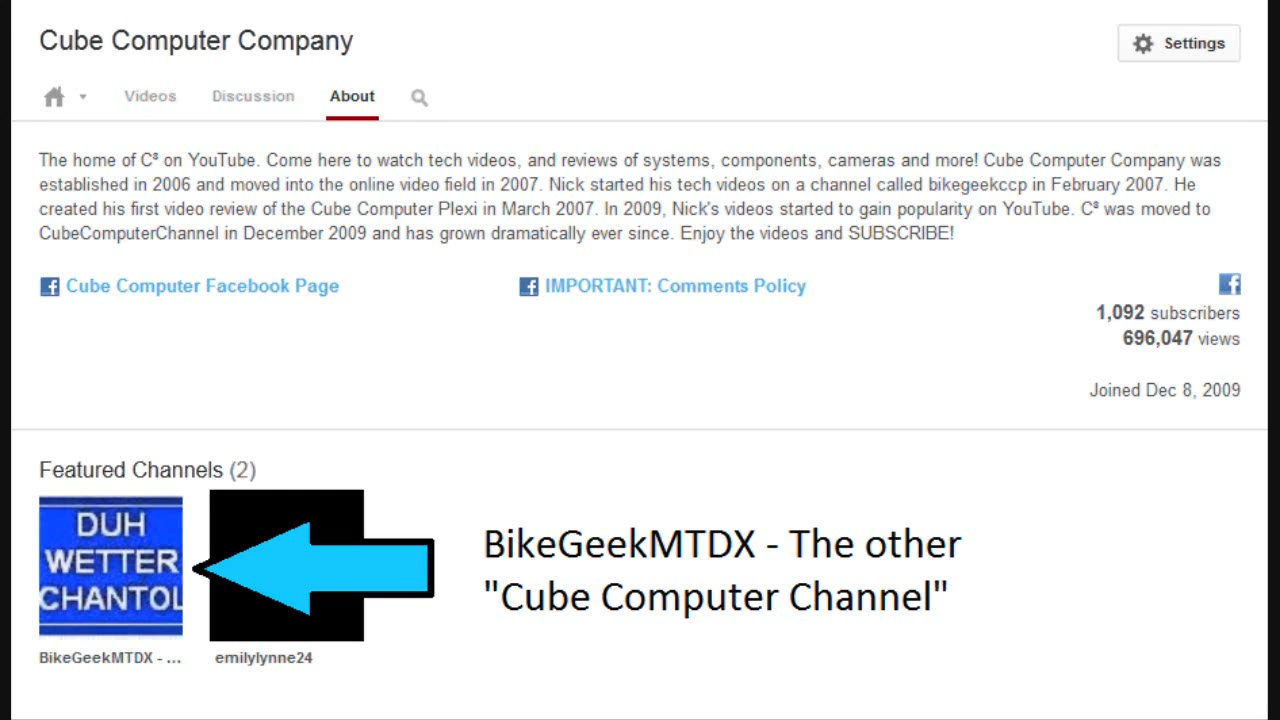 Cube Computer Company
Settings
Videos
Discussion
About
The home of C³ on YouTube. Come here to watch tech videos, and reviews of systems, components, cameras and more! Cube Computer Company was
established in 2006 and moved into the online video field in 2007. Nick started his tech videos on a channel called bikegeekccp in February 2007. He
created his first video review of the Cube Computer Plexi in March 2007. In 2009, Nick's videos started to gain popularity on YouTube. C³ was moved to
CubeComputerChannel in December 2009 and has grown dramatically ever since. Enjoy the videos and SUBSCRIBE!
Cube Computer Facebook Page
IMPORTANT: Comments Policy
1,092 subscribers
696,047 views
Joined Dec 8, 2009
Featured Channels (2)
DUH
WETTER
CHANTOL
BikeGeekMTDX - ...
emilylynne24
BikeGeekMTDX - The other
"Cube Computer Channel"